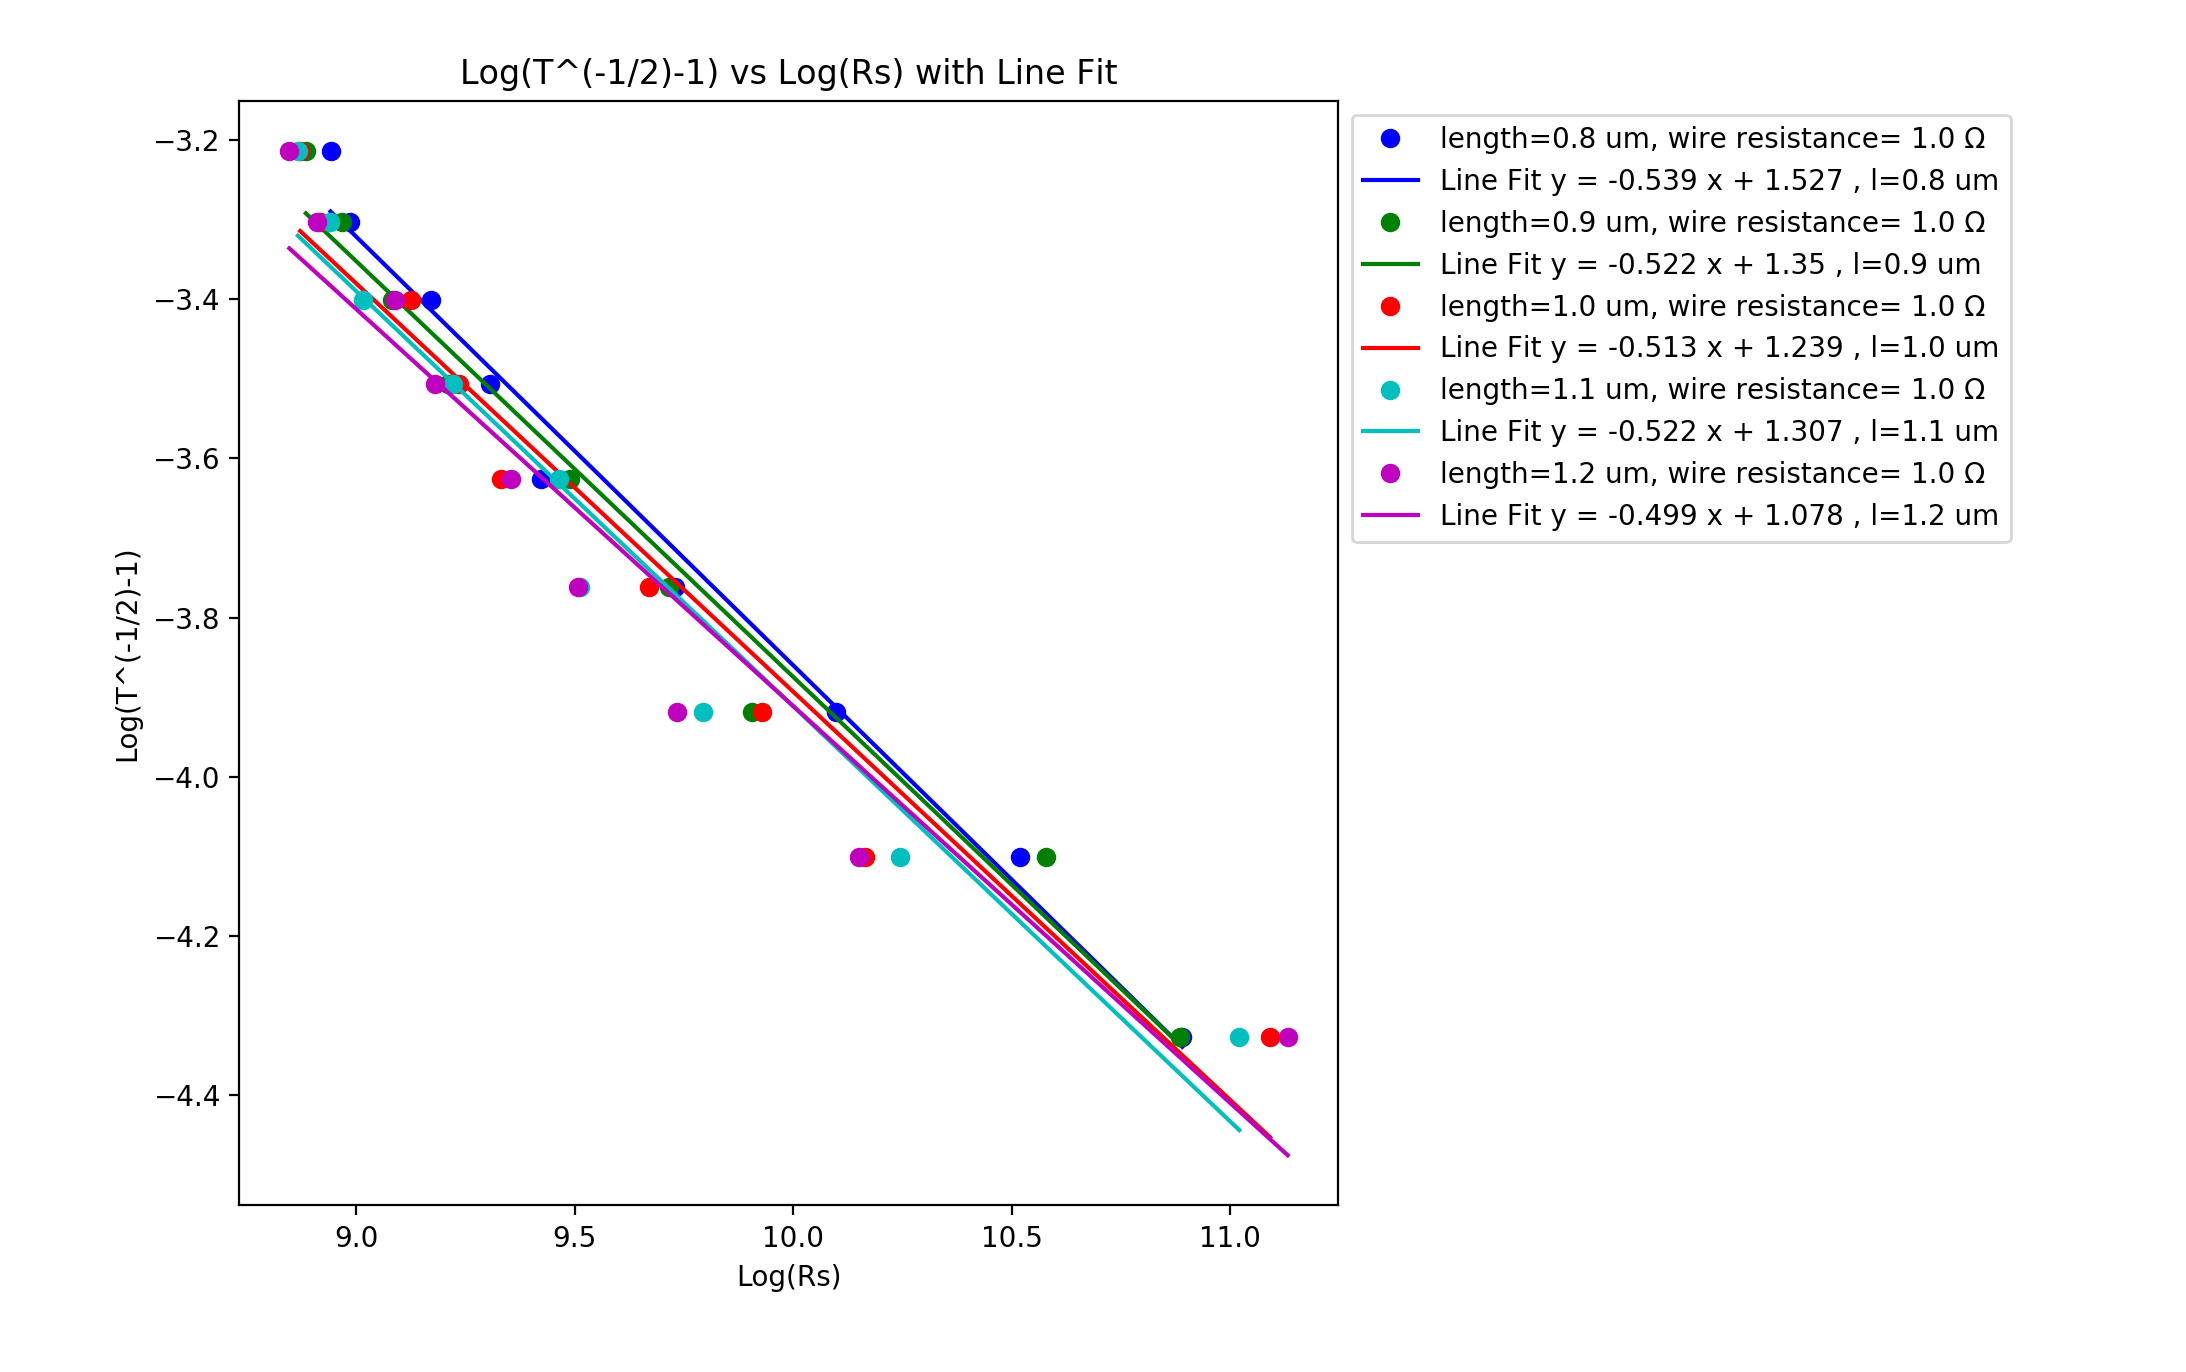 Log(T^(-1/2)-1) vs Log(Rs) with Line Fit
−3.2
−3.4
−3.6
−3.8
−4.0
−4.2
−4.4
Log(T^(-1/2)-1)
9.0 9.5 10.0 10.5 11.0
Log(Rs)
length=0.8 um, wire resistance= 1.0 Ω
Line Fit y = -0.539 x + 1.527 , l=0.8 um
length=0.9 um, wire resistance= 1.0 Ω
Line Fit y = -0.522 x + 1.35 , l=0.9 um
length=1.0 um, wire resistance= 1.0 Ω
Line Fit y = -0.513 x + 1.239 , l=1.0 um
length=1.1 um, wire resistance= 1.0 Ω
Line Fit y = -0.522 x + 1.307 , l=1.1 um
length=1.2 um, wire resistance= 1.0 Ω
Line Fit y = -0.499 x + 1.078 , l=1.2 um